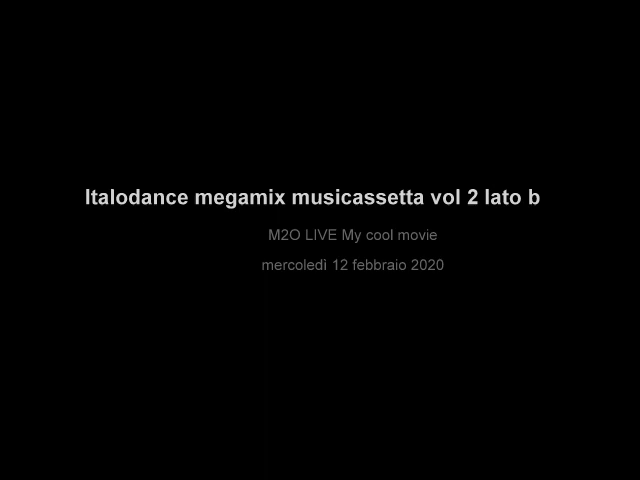 Italodance megamix musicassetta vol 2 lato b
M2O LIVE My cool movie
mercoledì 12 febbraio 2020